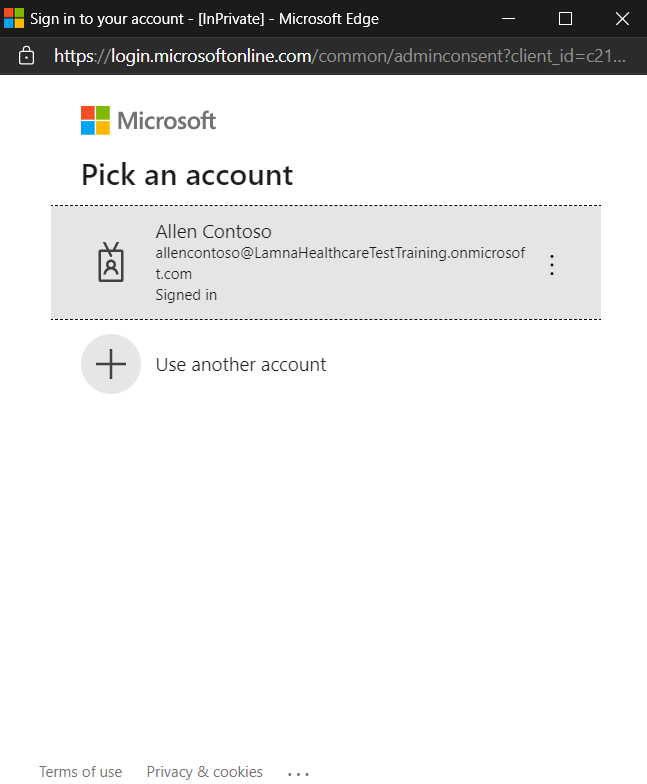 Sign in to your account - [InPrivate] - Microsoft Edge
https://login.microsoftonline.com/common/adminconsent?client_id=c21...
Microsoft
Pick an account
Allen Contoso
allencontoso@LamnaHealthcareTestTraining.onmicrosof
t.com
Signed in
Use another account
Terms of use Privacy & cookies ...